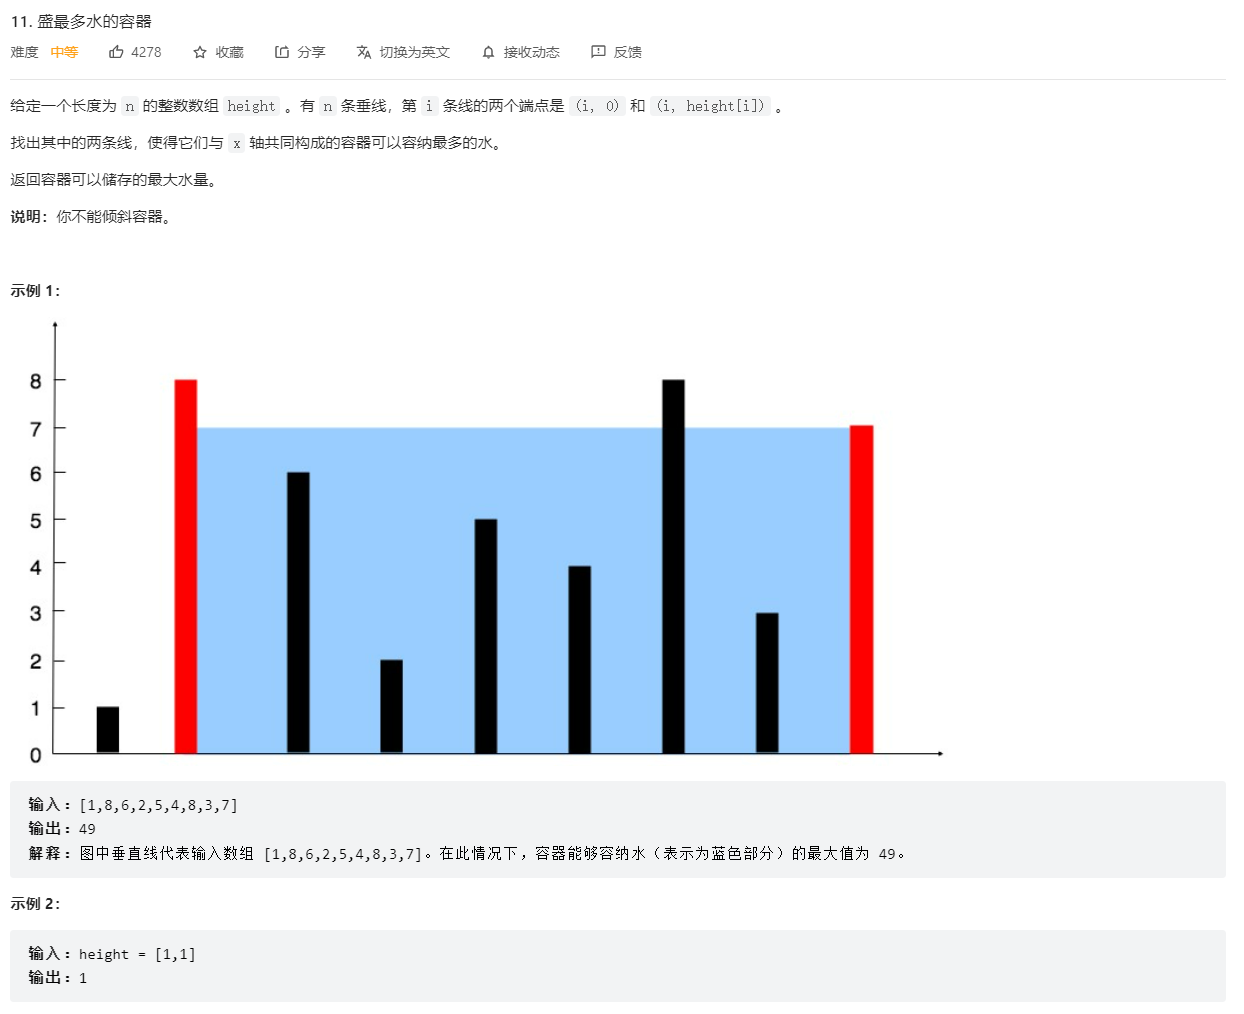 11. 盛最多水的容器
难度 中等 4278 收藏 分享 切换为英文 接收动态 反馈
给定一个长度为 n 的整数数组 height 。有 n 条垂线，第 i 条线的两个端点是 (i, 0) 和 (i, height[i]) 。
找出其中的两条线，使得它们与 x 轴共同构成的容器可以容纳最多的水。
返回容器可以储存的最大水量。
说明：你不能倾斜容器。
示例 1：
8
7
6
5
4
3
2
1
0
输入：[1,8,6,2,5,4,8,3,7]
输出：49
解释：图中垂直线代表输入数组 [1,8,6,2,5,4,8,3,7]。在此情况下，容器能够容纳水（表示为蓝色部分）的最大值为 49。
示例 2：
输入：height = [1,1]
输出：1